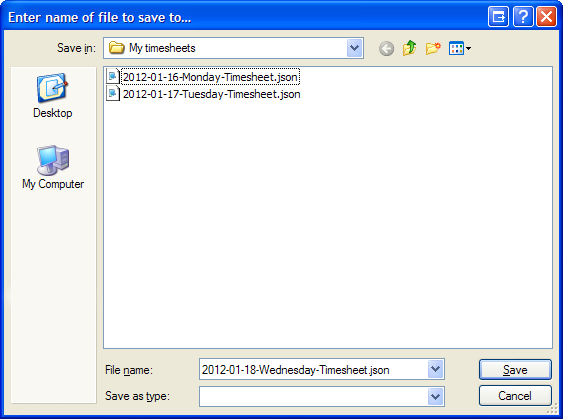 Enter name of file to save to...
Save in: My timesheets
2012-01-16-Monday-Timesheet.json
2012-01-17-Tuesday-Timesheet.json
Desktop
My Computer
File name: 2012-01-18-Wednesday-Timesheet.json Save
Save as type: Cancel